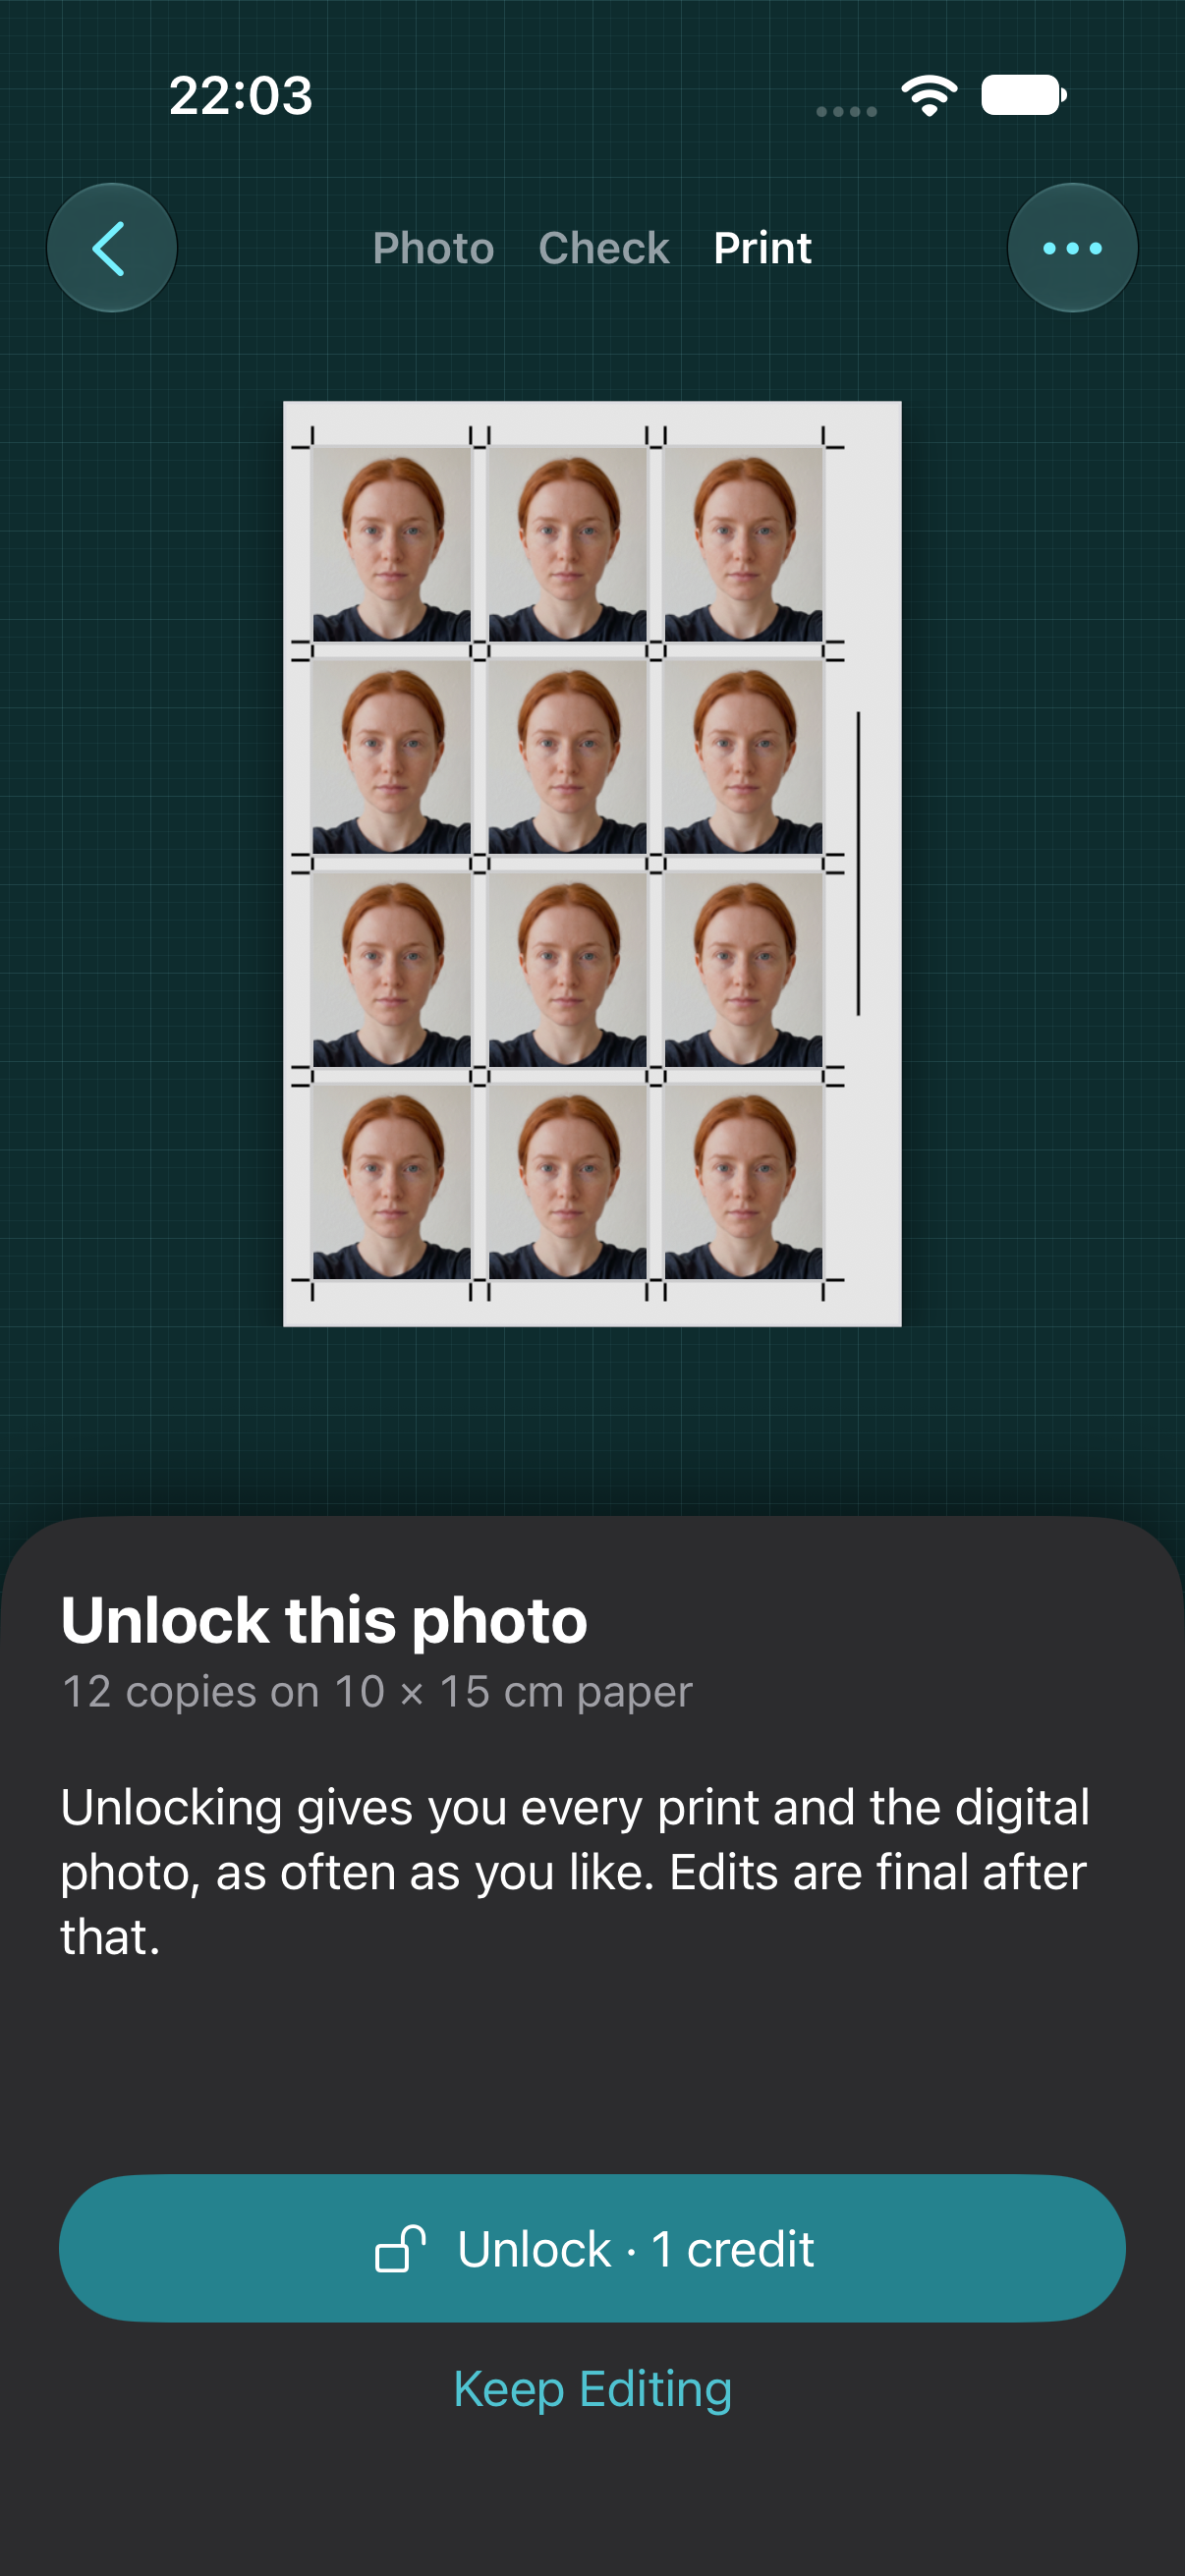 22:03
Photo Check Print
Unlock this photo
12 copies on 10 × 15 cm paper
Unlocking gives you every print and the digital
photo, as often as you like. Edits are final after
that.
Unlock · 1 credit
Keep Editing